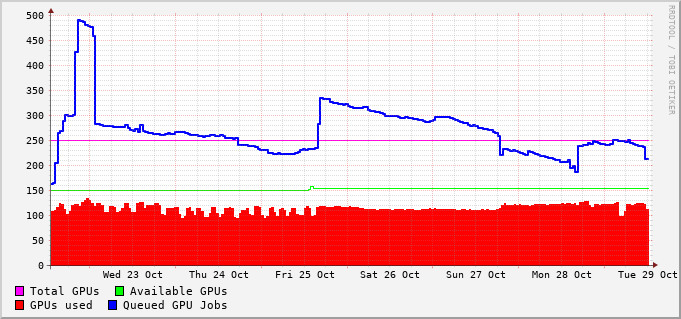 RRDTOOL / TOBI OETIKER
500
450
400
350
300
250
200
150
100
50
0
Wed 23 Oct Thu 24 Oct Fri 25 Oct Sat 26 Oct Sun 27 Oct Mon 28 Oct Tue 29 Oct
Total GPUs Available GPUs
GPUs used Queued GPU Jobs